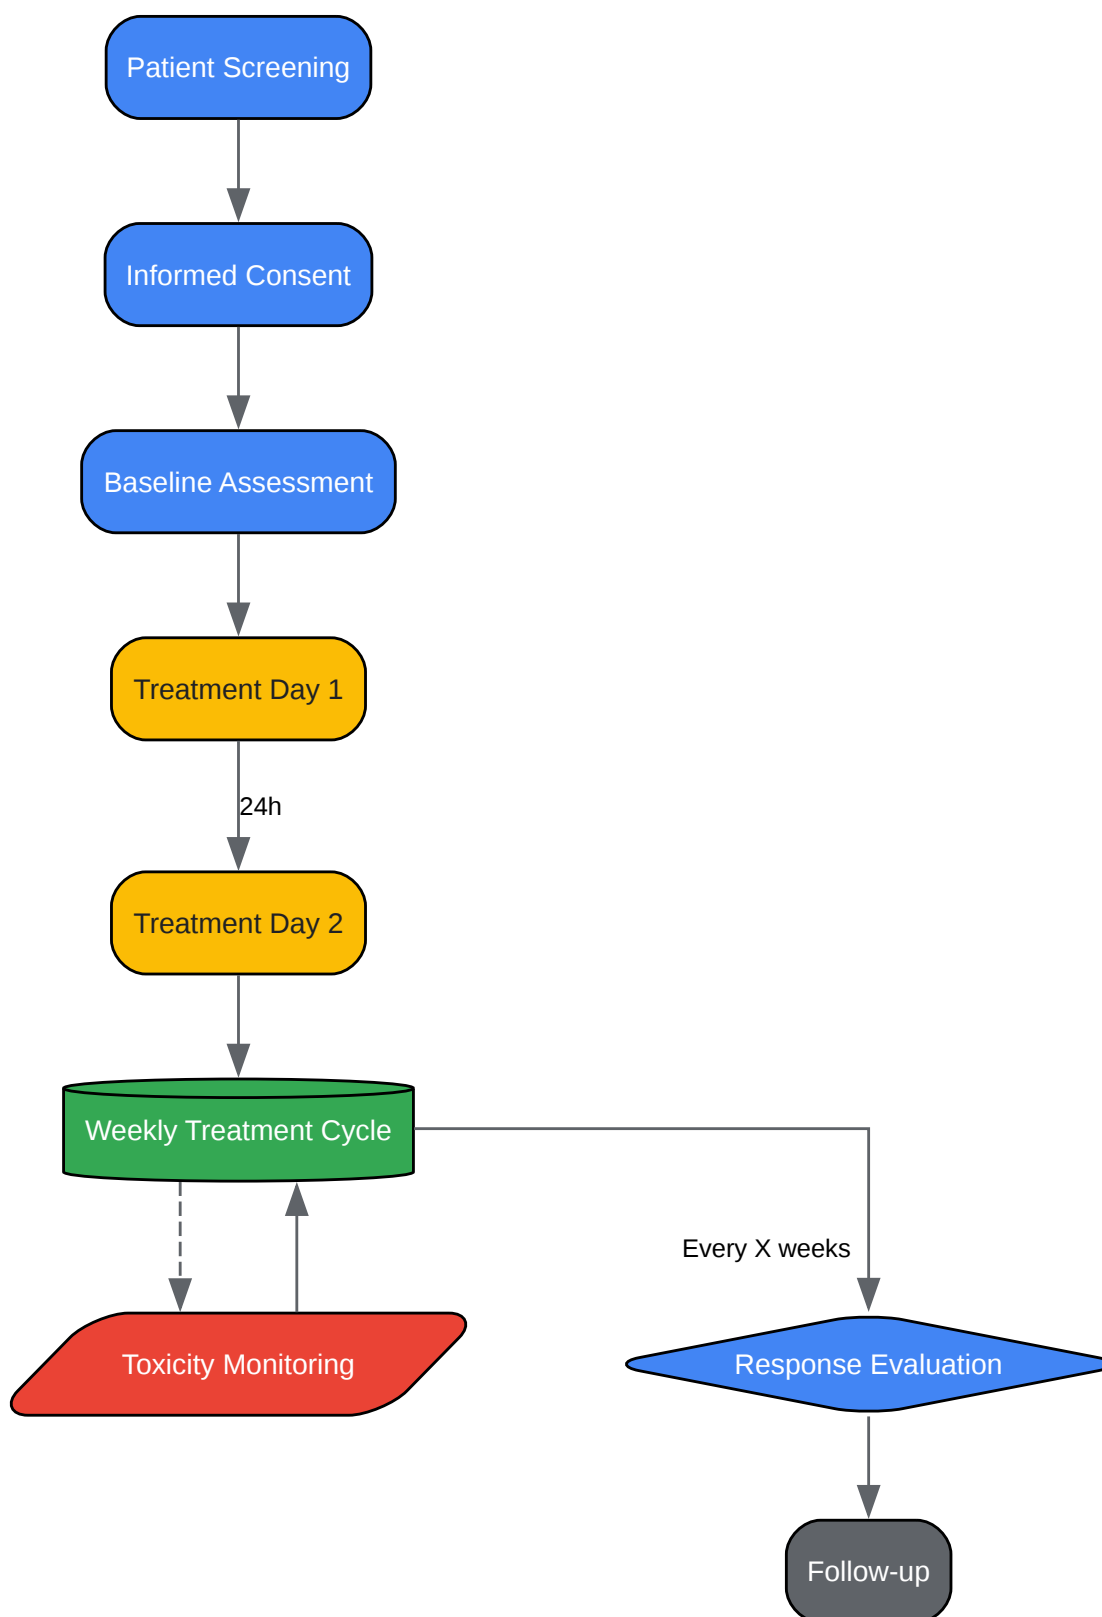 Patient Screening
Informed Consent
Baseline Assessment
Treatment Day 1
24h
Treatment Day 2
Weekly Treatment Cycle
Every X weeks
Toxicity Monitoring
Response Evaluation
Follow-up